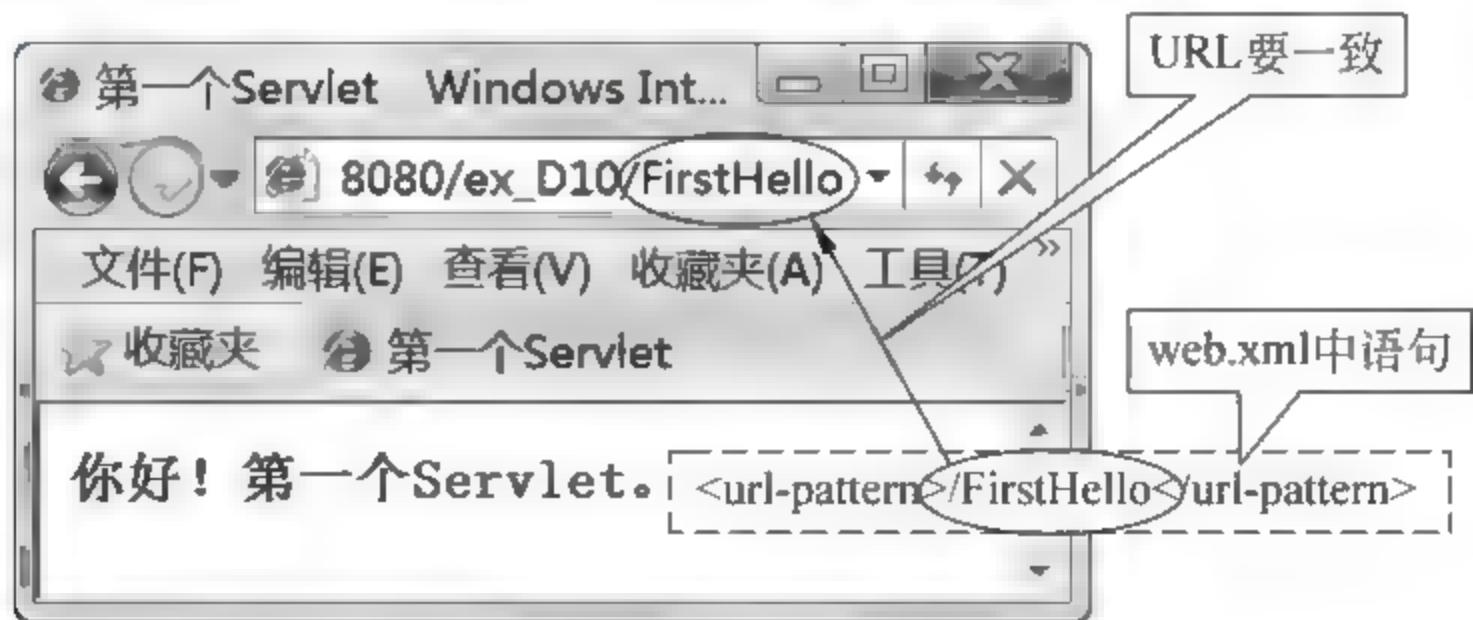 URL要一致
第一个Servlet Windows Int...
8080/ex_D10/FirstHello
文件(F) 编辑(E) 查看(V) 收藏夹(A) 工具(T) »
收藏夹 第一个Servlet
web.xml中语句
你好！第一个Servlet。
<url-pattern>/FirstHello</url-pattern>